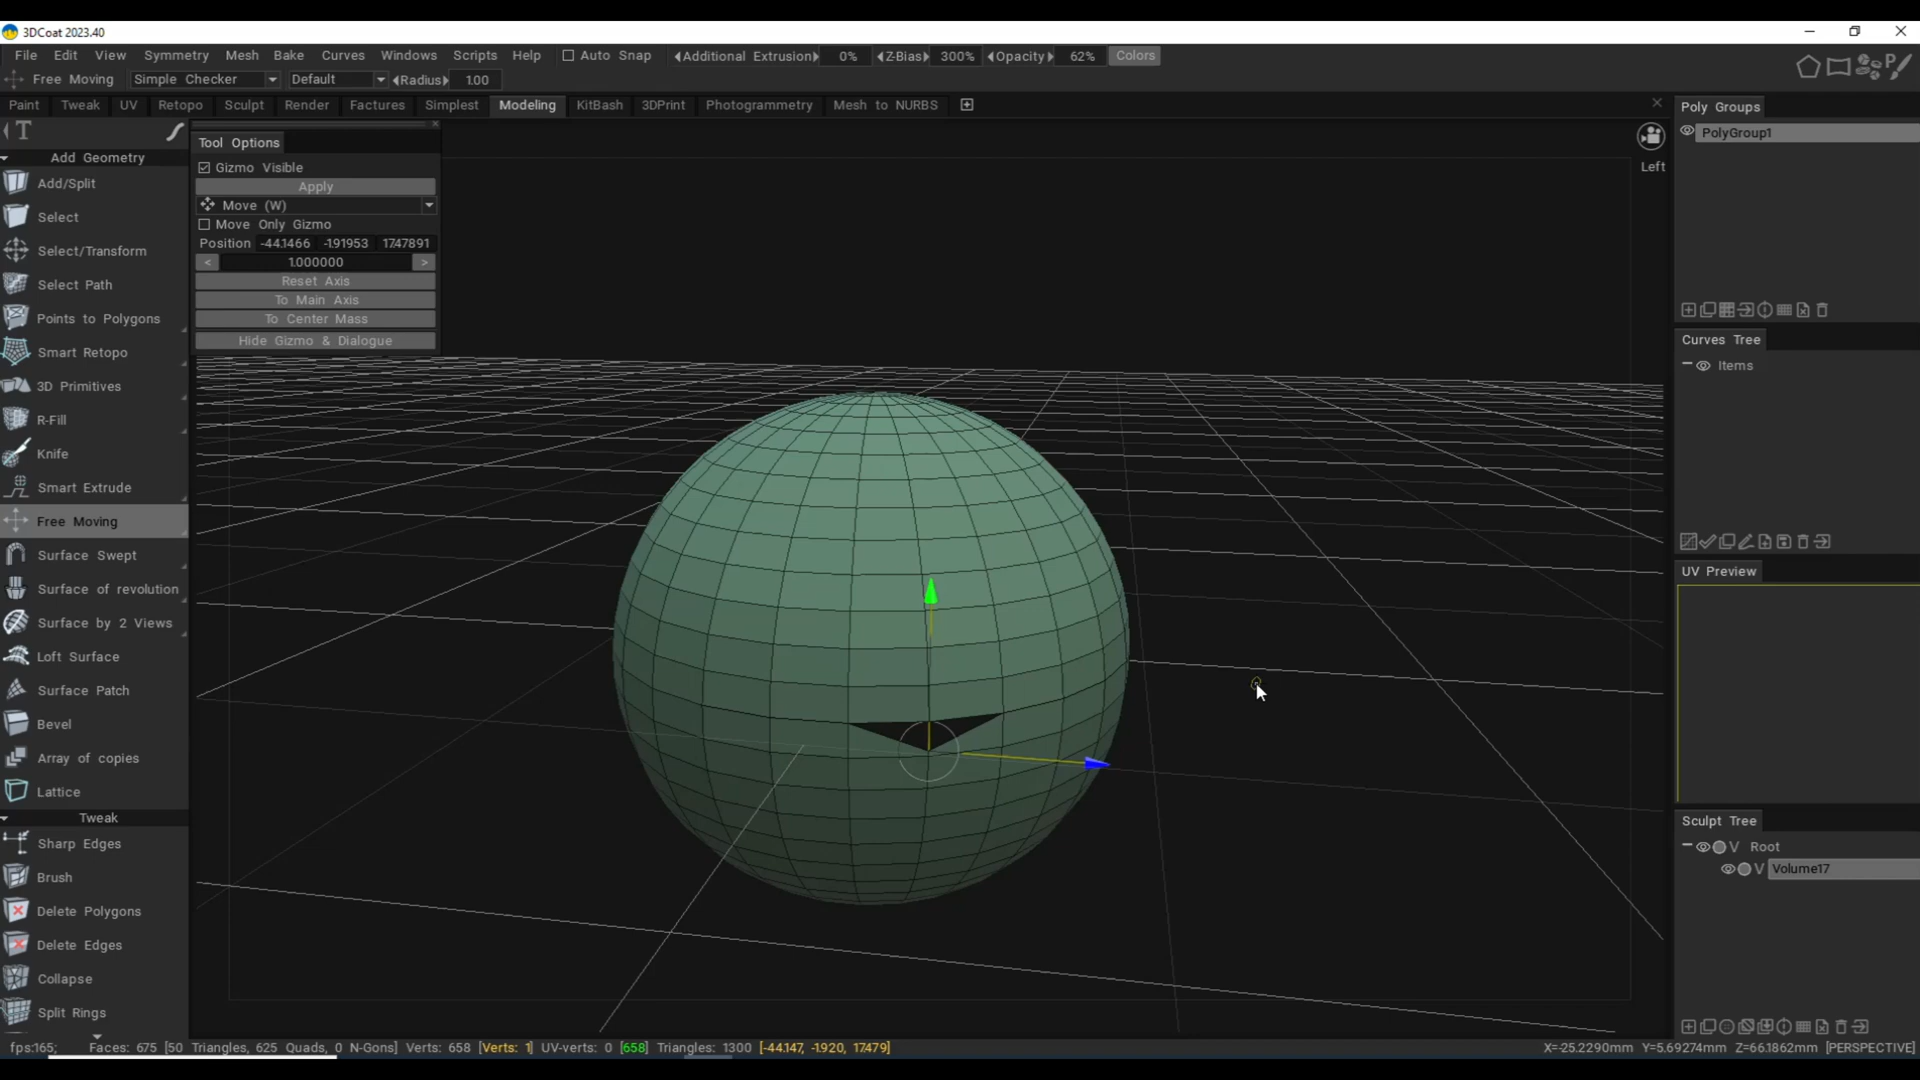 3DCoat 2023.40
File Edit View Symmetry Mesh Bake Curves Windows Textures Scripts Help Auto Snap Additional Extrusion 0% Z-Bias 300% Opacity 62% Colors
Free Moving Simple Checker Default Radius 1.00
Paint Tweak UV Retopo Sculpt Render Factures Simplest Modeling KitBash 3DPrint Photogrammetry Mesh to NURBS
T
Add Geometry
Add/Split
Select
Select/Transform
Select Path
Points to Polygons
Smart Retopo
3D Primitives
R-Fill
Knife
Smart Extrude
Free Moving
Surface Swept
Surface of revolution
Surface by 2 Views
Loft Surface
Surface Patch
Bevel
Array of copies
Lattice
Tweak
Sharp Edges
Brush
Delete Polygons
Delete Edges
Collapse
Split Rings
Tool Options
Gizmo Visible
Apply
Move (W)
Move Only Gizmo
Position -44.1466 -1.91953 17.47891
< 1.000000 >
Reset Axis
To Main Axis
To Center Mass
Hide Gizmo & Dialogue
Left
Poly Groups
PolyGroup1
Curves Tree
Items
UV Preview
Sculpt Tree
V Root
V Volume17
fps:165; Faces: 675 [50 Triangles, 625 Quads, 0 N-Gons] Verts: 658 [Verts: 1] UV-verts: 0 [658] Triangles: 1300 [-44.147, -1.920, 17.479] X=-25.2290mm Y=5.69274mm Z=66.1862mm [PERSPECTIVE]